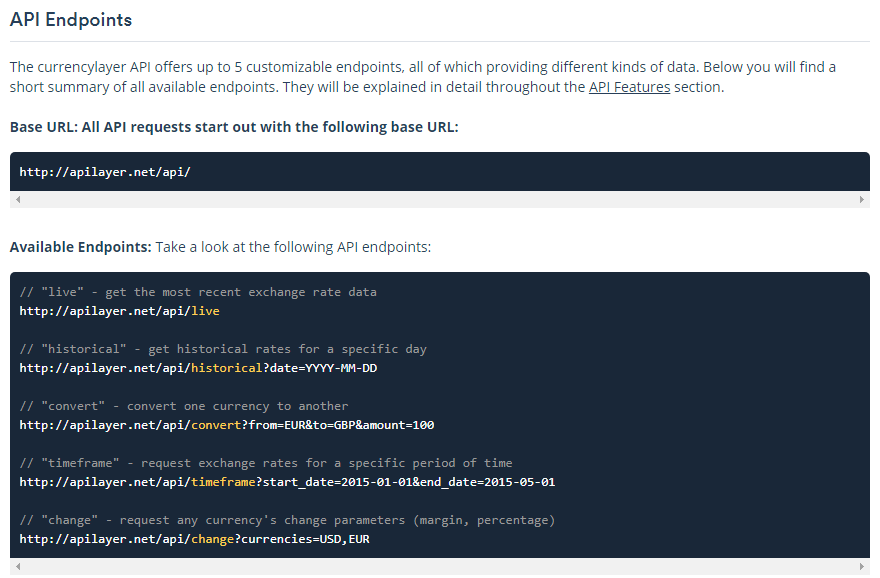 API Endpoints
The currencylayer API offers up to 5 customizable endpoints, all of which providing different kinds of data. Below you will find a
short summary of all available endpoints. They will be explained in detail throughout the API Features section.
Base URL: All API requests start out with the following base URL:
http://apilayer.net/api/
Available Endpoints: Take a look at the following API endpoints:
// "live" - get the most recent exchange rate data
http://apilayer.net/api/live
// "historical" - get historical rates for a specific day
http://apilayer.net/api/historical?date=YYYY-MM-DD
// "convert" - convert one currency to another
http://apilayer.net/api/convert?from=EUR&to=GBP&amount=100
// "timeframe" - request exchange rates for a specific period of time
http://apilayer.net/api/timeframe?start_date=2015-01-01&end_date=2015-05-01
// "change" - request any currency's change parameters (margin, percentage)
http://apilayer.net/api/change?currencies=USD,EUR